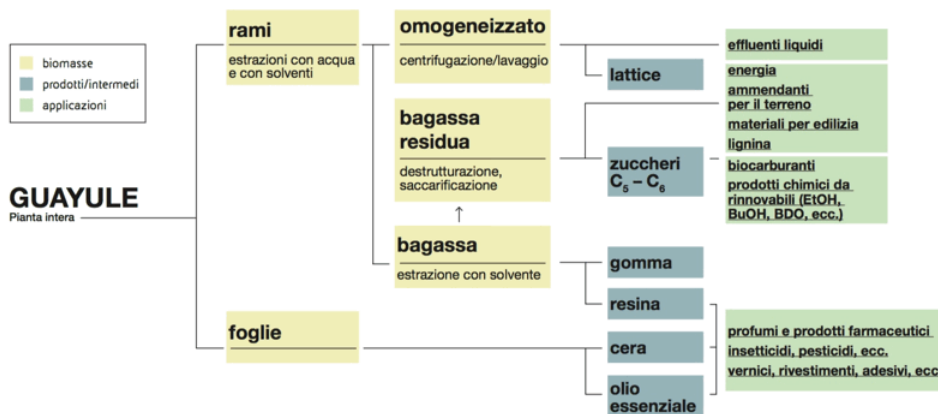 biomasse
prodotti/intermedi
applicazioni
GUAYULE
Pianta intera
rami
estrazioni con acqua
e con solventi
foglie
omogeneizzato
centrifugazione/lavaggio
bagassa
residua
destrutturazione,
saccarificazione
bagassa
estrazione con solvente
lattice
zuccheri
C₅ – C₆
gomma
resina
cera
olio
essenziale
effluenti liquidi
energia
ammendanti
per il terreno
materiali per edilizia
lignina
biocarburanti
prodotti chimici da
rinnovabili (EtOH,
BuOH, BDO, ecc.)
profumi e prodotti farmaceutici
insetticidi, pesticidi, ecc.
vernici, rivestimenti, adesivi, ecc